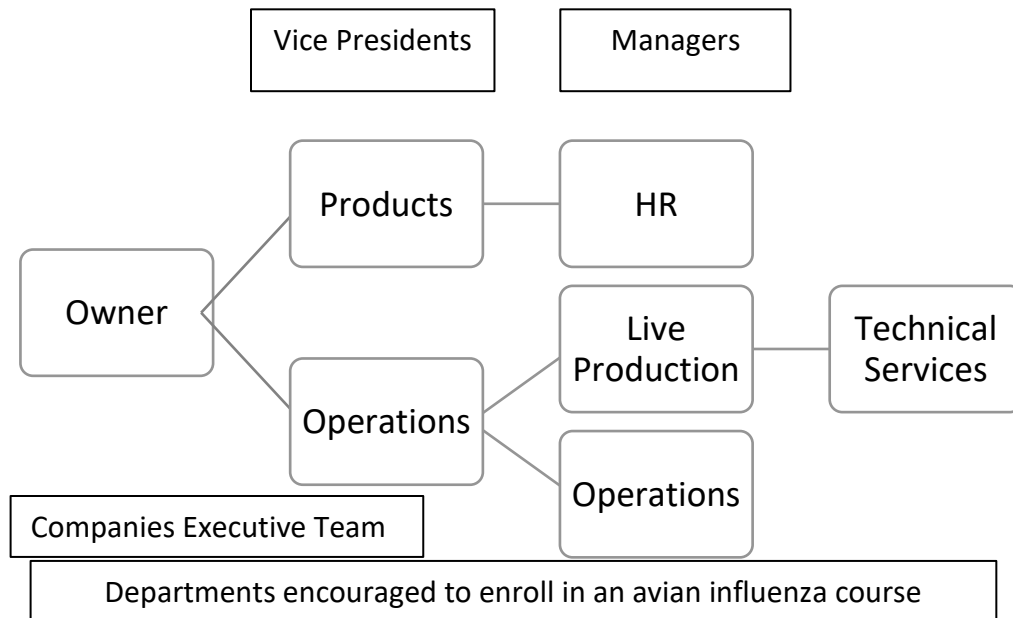 Vice Presidents
Managers
Products
HR
Owner
Live
Production
Technical
Services
Operations
Operations
Companies Executive Team
Departments encouraged to enroll in an avian influenza course